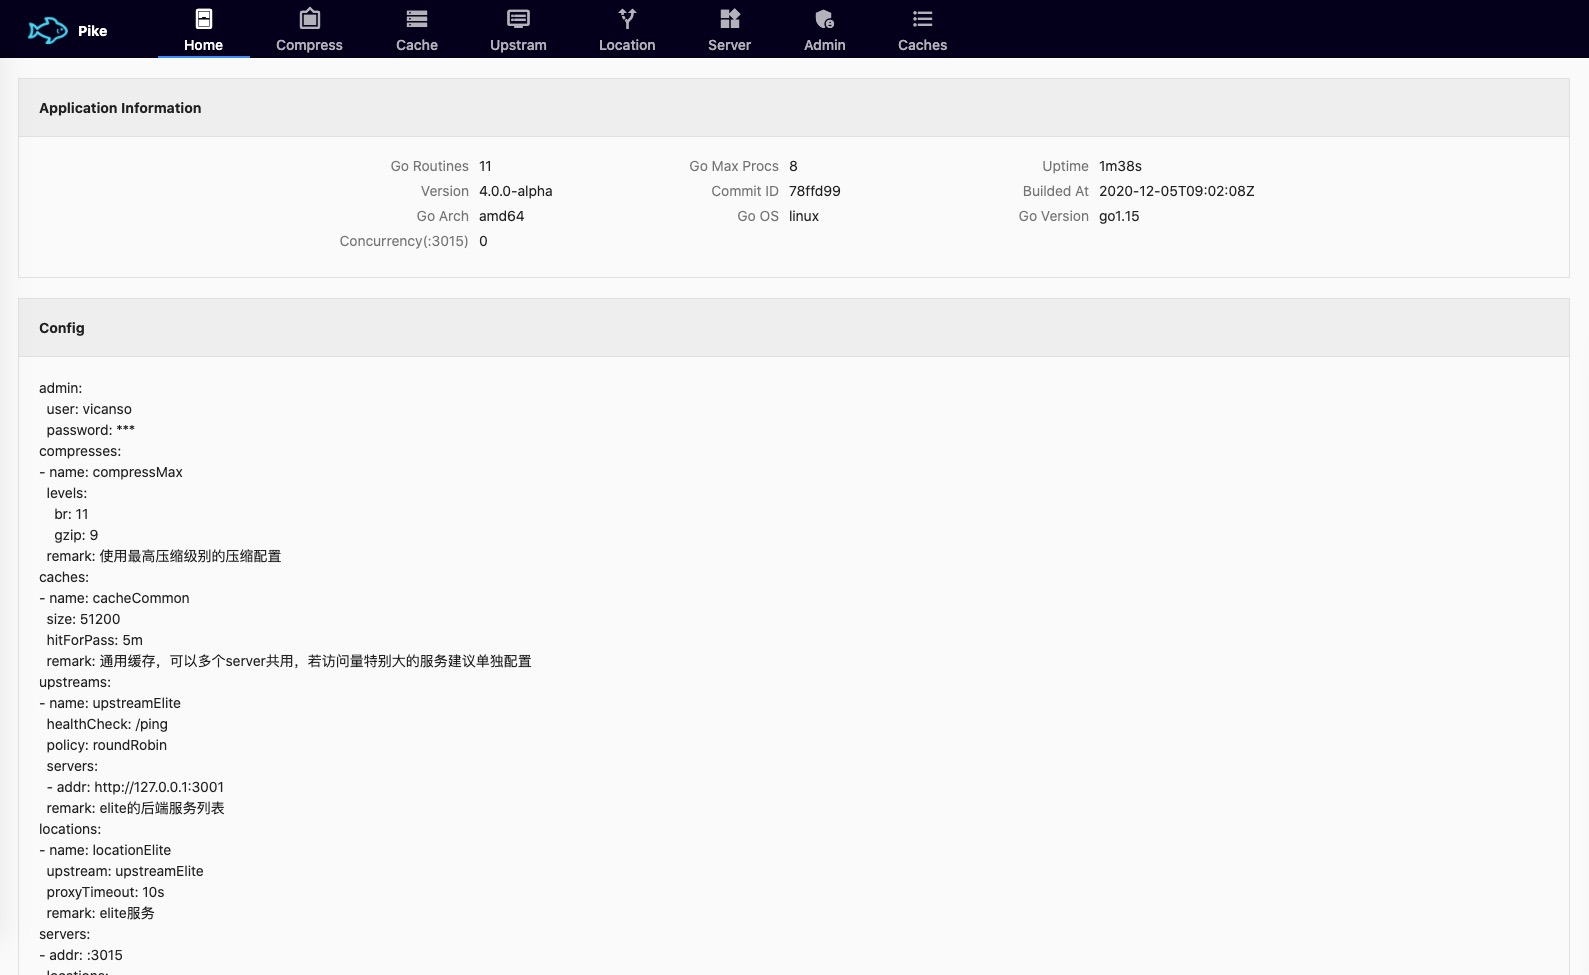 Pike
Home Compress Cache Upstram Location Server Admin Caches
Application Information
Go Routines 11 Go Max Procs 8 Uptime 1m38s
Version 4.0.0-alpha Commit ID 78ffd99 Builded At 2020-12-05T09:02:08Z
Go Arch amd64 Go OS linux Go Version go1.15
Concurrency(:3015) 0
Config
admin:
user: vicanso
password: ***
compresses:
- name: compressMax
levels:
br: 11
gzip: 9
remark: 使用最高压缩级别的压缩配置
caches:
- name: cacheCommon
size: 51200
hitForPass: 5m
remark: 通用缓存，可以多个server共用，若访问量特别大的服务建议单独配置
upstreams:
- name: upstreamElite
healthCheck: /ping
policy: roundRobin
servers:
- addr: http://127.0.0.1:3001
remark: elite的后端服务列表
locations:
- name: locationElite
upstream: upstreamElite
proxyTimeout: 10s
remark: elite服务
servers:
- addr: :3015
locations: